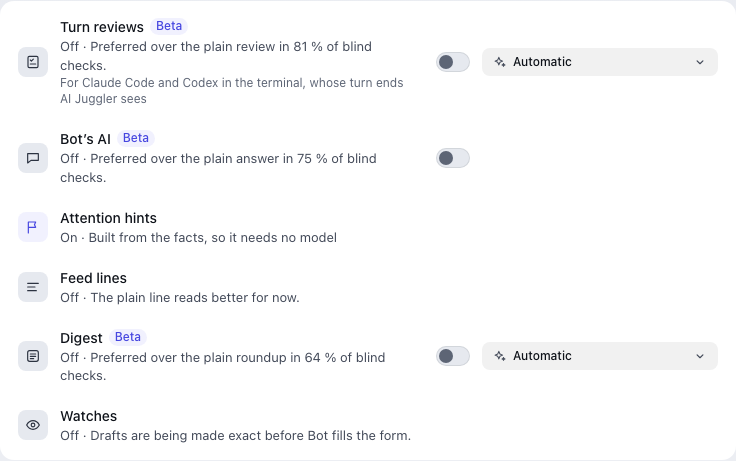 Turn reviews Beta
Off · Preferred over the plain review in 81 % of blind
checks.
For Claude Code and Codex in the terminal, whose turn ends
AI Juggler sees
Automatic
Bot’s AI Beta
Off · Preferred over the plain answer in 75 % of blind
checks.
Attention hints
On · Built from the facts, so it needs no model
Feed lines
Off · The plain line reads better for now.
Digest Beta
Off · Preferred over the plain roundup in 64 % of blind
checks.
Automatic
Watches
Off · Drafts are being made exact before Bot fills the form.